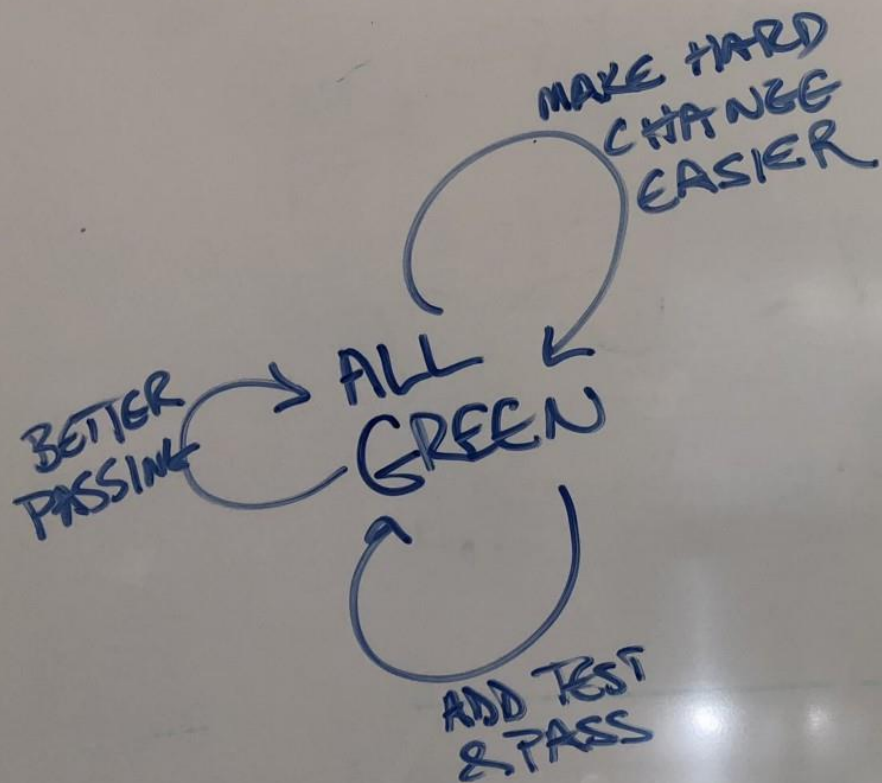 MAKE HARD
CHANGE
EASIER
ALL
GREEN
BETTER
PASSING
ADD TEST
& PASS